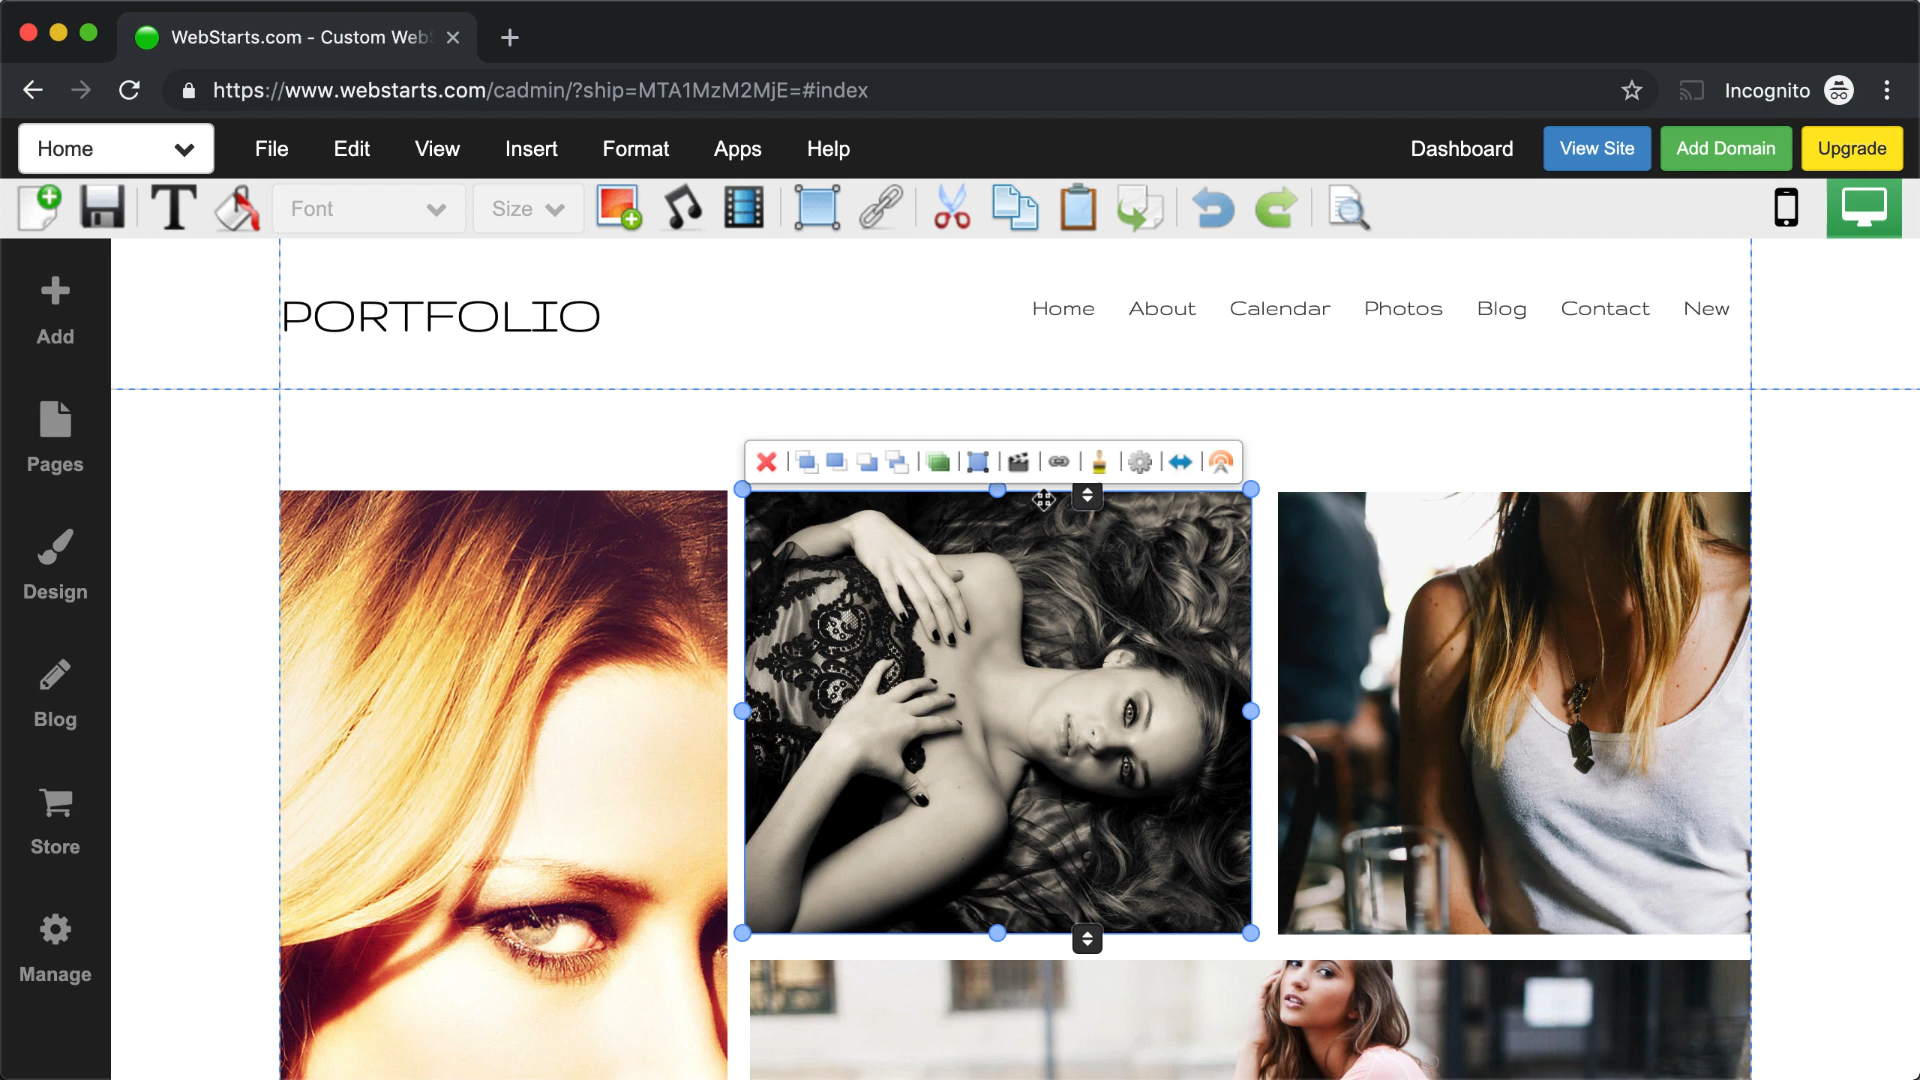 WebStarts.com - Custom Web
https://www.webstarts.com/cadmin/?ship=MTA1MzM2MjE=#index
Incognito
Home File Edit View Insert Format Apps Help Dashboard View Site Add Domain Upgrade
Font Size
Add
Pages
Design
Blog
Store
Manage
PORTFOLIO
Home About Calendar Photos Blog Contact New